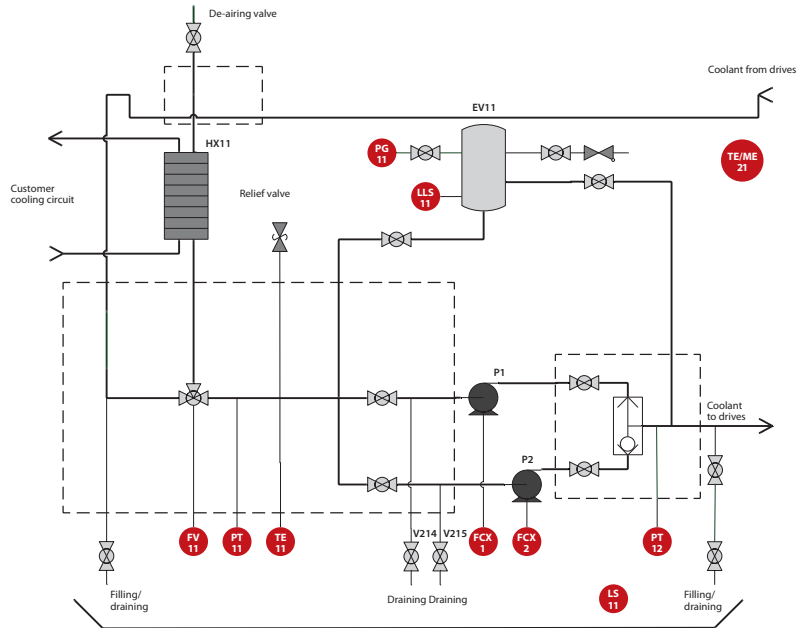 De-airing valve
Coolant from drives
EV11
HX11
PG
11
TE/ME
21
Customer
cooling circuit
Relief valve
LLS
11
P1
Coolant
to drives
P2
V214
V215
FV
11
PT
11
TE
11
FCX
1
FCX
2
PT
12
LS
11
Filling/
draining
Draining
Draining
Filling/
draining